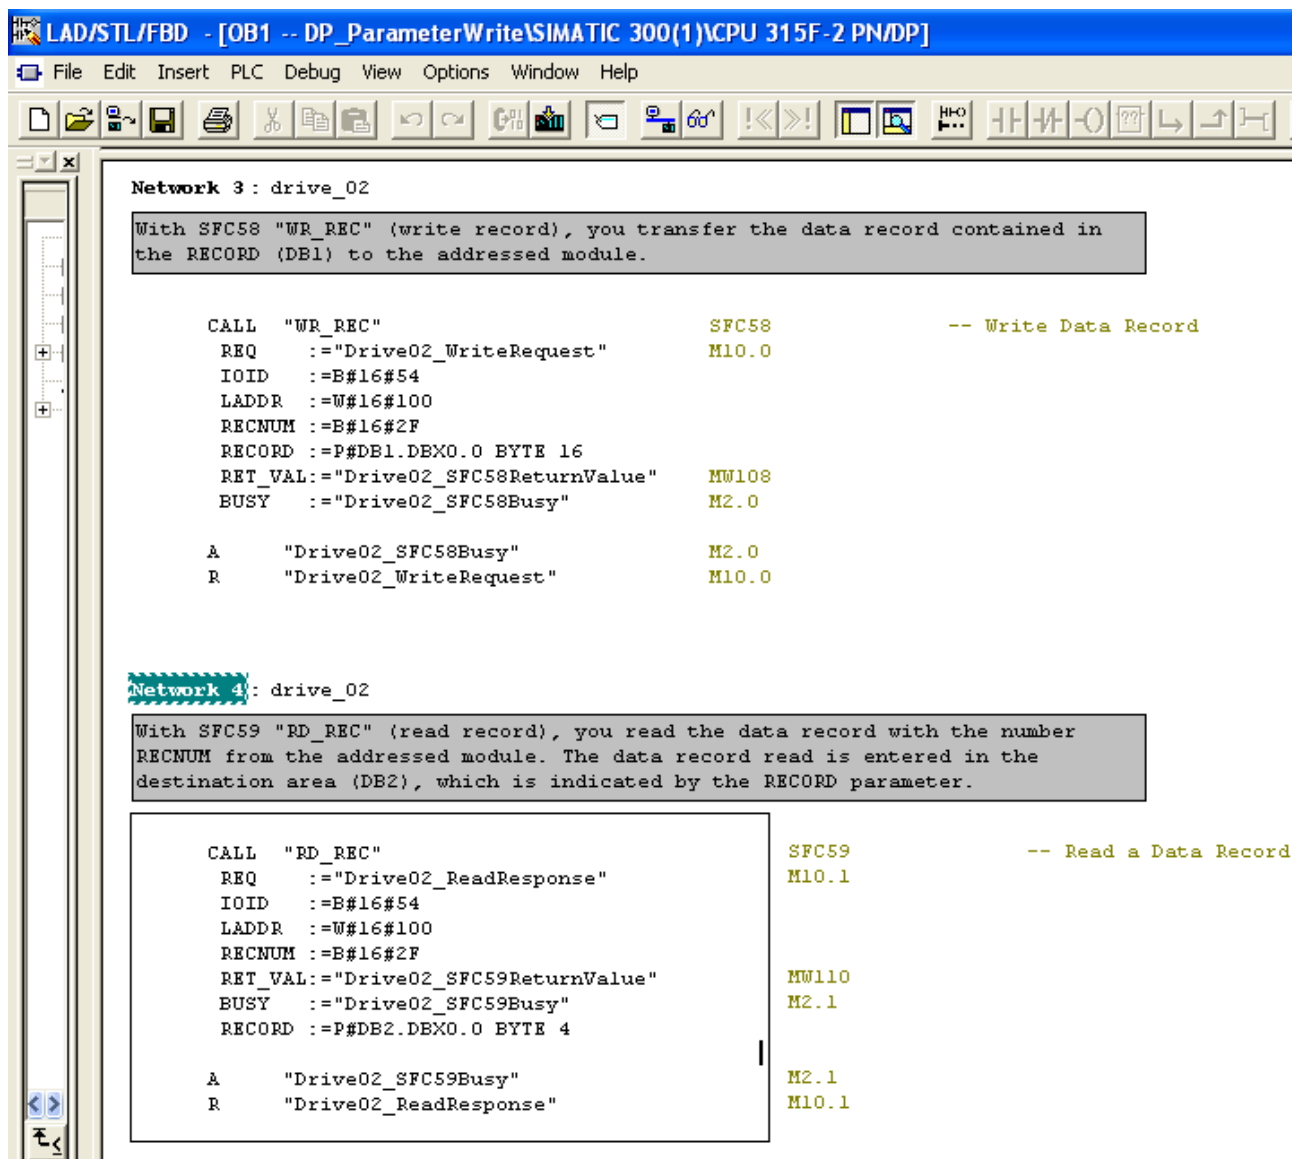 LAD/STL/FBD - [OB1 -- DP_ParameterWrite\SIMATIC 300(1)\CPU 315F-2 PN/DP]
File Edit Insert PLC Debug View Options Window Help
Network 3 : drive_02
With SFC58 "WR_REC" (write record), you transfer the data record contained in
the RECORD (DB1) to the addressed module.
CALL "WR_REC" SFC58 -- Write Data Record
REQ :="Drive02_WriteRequest" M10.0
IOID :=B#16#54
LADDR :=W#16#100
RECNUM :=B#16#2F
RECORD :=P#DB1.DBX0.0 BYTE 16
RET_VAL:="Drive02_SFC58ReturnValue" MW108
BUSY :="Drive02_SFC58Busy" M2.0
A "Drive02_SFC58Busy" M2.0
R "Drive02_WriteRequest" M10.0
Network 4 : drive_02
With SFC59 "RD_REC" (read record), you read the data record with the number
RECNUM from the addressed module. The data record read is entered in the
destination area (DB2), which is indicated by the RECORD parameter.
CALL "RD_REC" SFC59 -- Read a Data Record
REQ :="Drive02_ReadResponse" M10.1
IOID :=B#16#54
LADDR :=W#16#100
RECNUM :=B#16#2F
RET_VAL:="Drive02_SFC59ReturnValue" MW110
BUSY :="Drive02_SFC59Busy" M2.1
RECORD :=P#DB2.DBX0.0 BYTE 4
A "Drive02_SFC59Busy" M2.1
R "Drive02_ReadResponse" M10.1